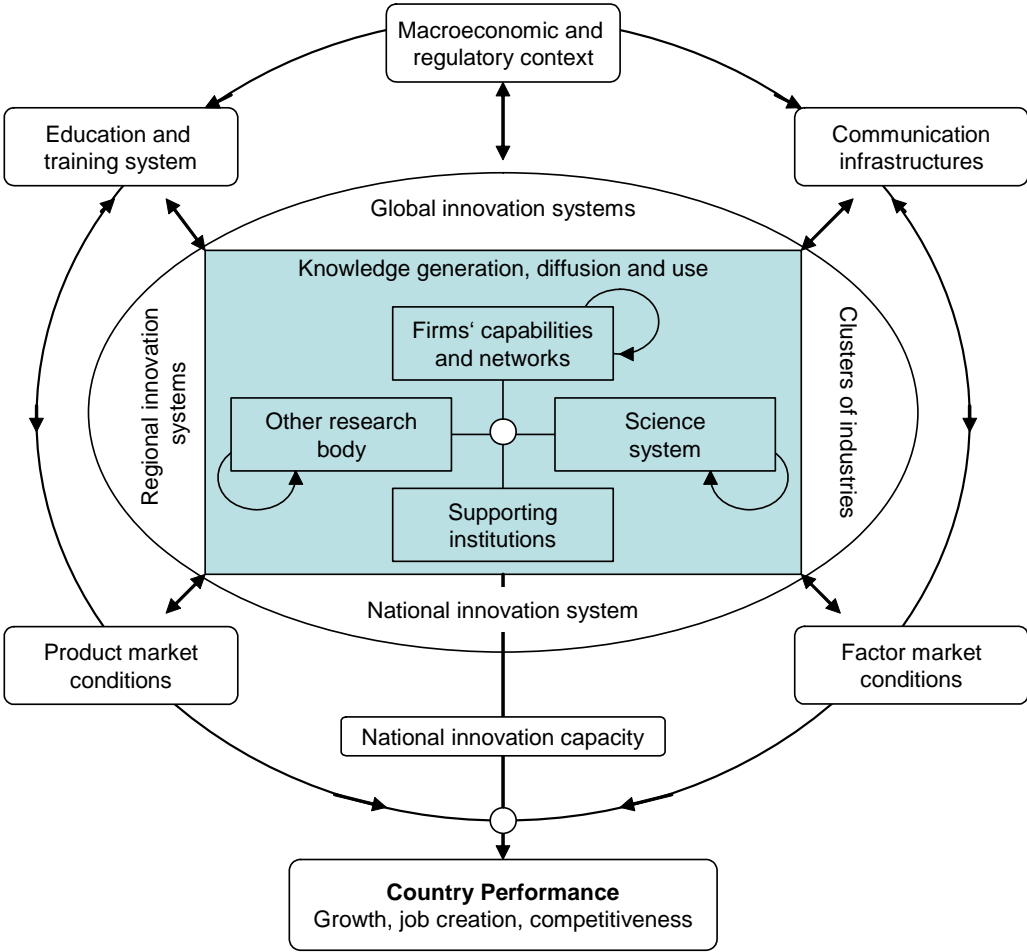 Macroeconomic and
regulatory context
Education and
training system
Communication
infrastructures
Global innovation systems
Knowledge generation, diffusion and use
Regional innovation
systems
Firms‘ capabilities
and networks
Clusters of industries
Other research
body
Science
system
Supporting
institutions
National innovation system
Product market
conditions
Factor market
conditions
National innovation capacity
Country Performance
Growth, job creation, competitiveness